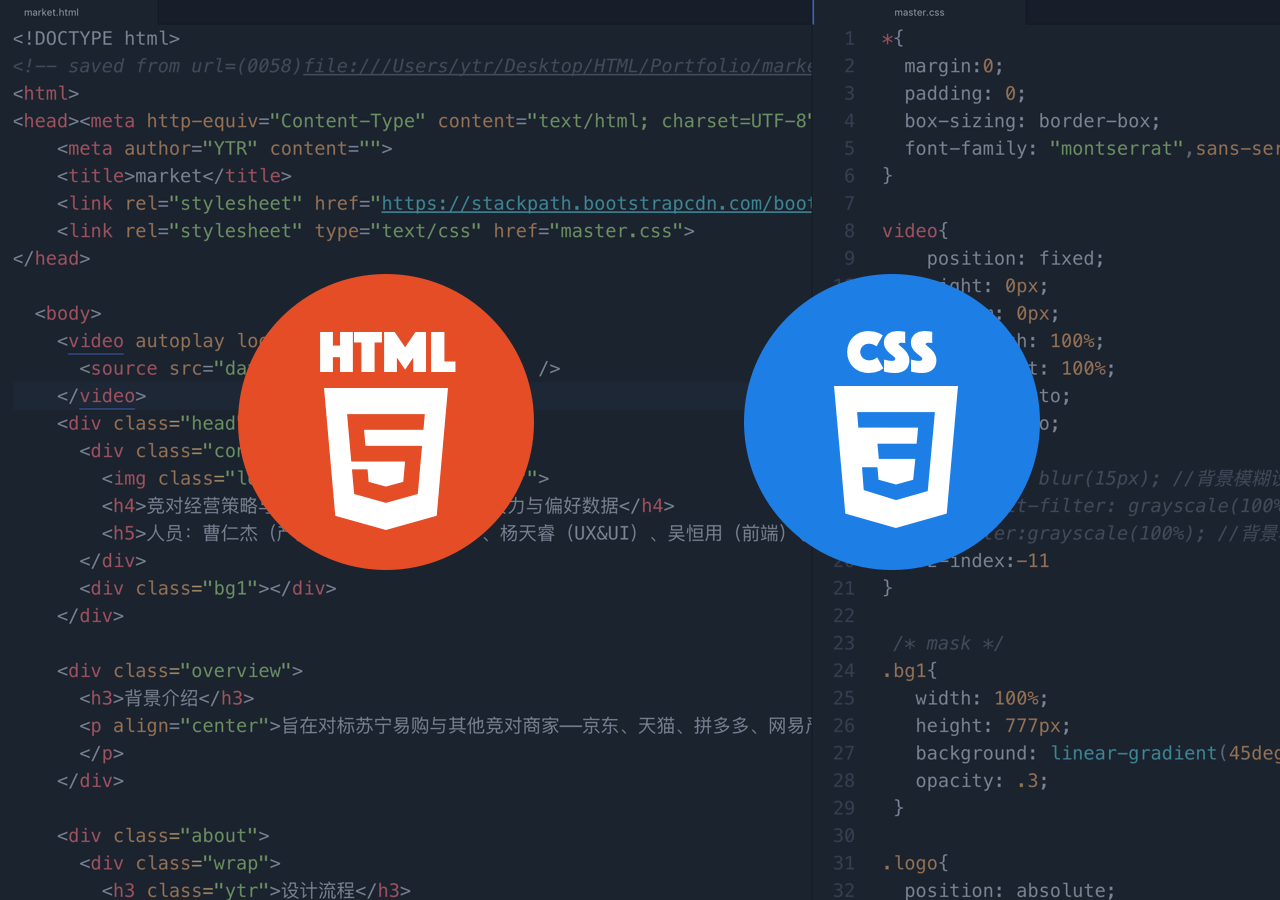 market.html
<!DOCTYPE html>
<!-- saved from url=(0058)file:///Users/ytr/Desktop/HTML/Portfolio/marke
<html>
<head><meta http-equiv="Content-Type" content="text/html; charset=UTF-8"
<meta author="YTR" content="">
<title>market</title>
<link rel="stylesheet" href="https://stackpath.bootstrapcdn.com/boot
<link rel="stylesheet" type="text/css" href="master.css">
</head>
<body>
<video autoplay loo
<source src="da />
</video>
<div class="head
<div class="con
<img class="lo ">
<h4>竞对经营策略与 力与偏好数据</h4>
<h5>人员：曹仁杰（产 、杨天睿（UX&UI）、吴恒用（前端）
</div>
<div class="bg1"></div>
</div>
<div class="overview">
<h3>背景介绍</h3>
<p align="center">旨在对标苏宁易购与其他竞对商家——京东、天猫、拼多多、网易严
</p>
</div>
<div class="about">
<div class="wrap">
<h3 class="ytr">设计流程</h3>
HTML
5
master.css
1 *{
2 margin:0;
3 padding: 0;
4 box-sizing: border-box;
5 font-family: "montserrat",sans-ser
6 }
7
8 video{
9 position: fixed;
ight: 0px;
: 0px;
h: 100%;
t: 100%;
to;
o;
blur(15px); //背景模糊设
t-filter: grayscale(100%
ter:grayscale(100%); //背景
20 z-index:-11
21 }
22
23 /* mask */
24 .bg1{
25 width: 100%;
26 height: 777px;
27 background: linear-gradient(45deg
28 opacity: .3;
29 }
30
31 .logo{
32 position: absolute;
CSS
3